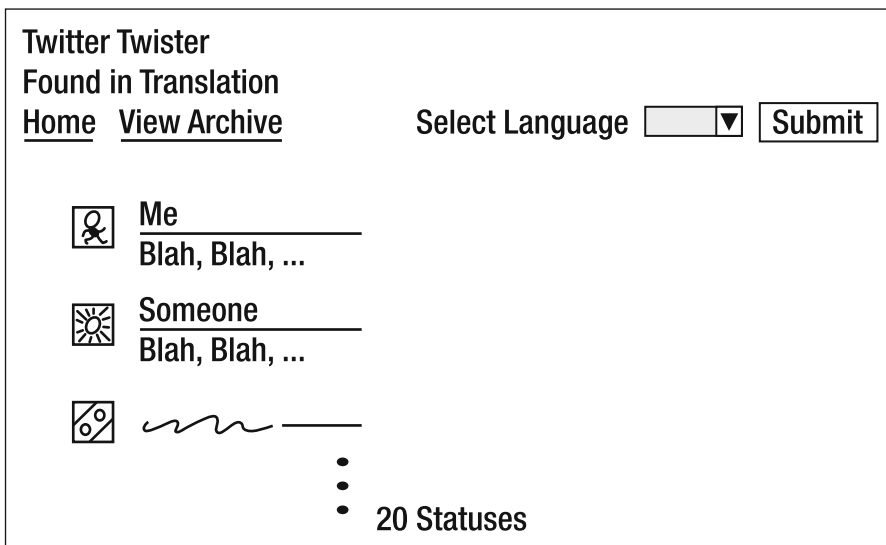 Twitter Twister
Found in Translation
Home View Archive Select Language Submit
Me
Blah, Blah, ...
Someone
Blah, Blah, ...
20 Statuses